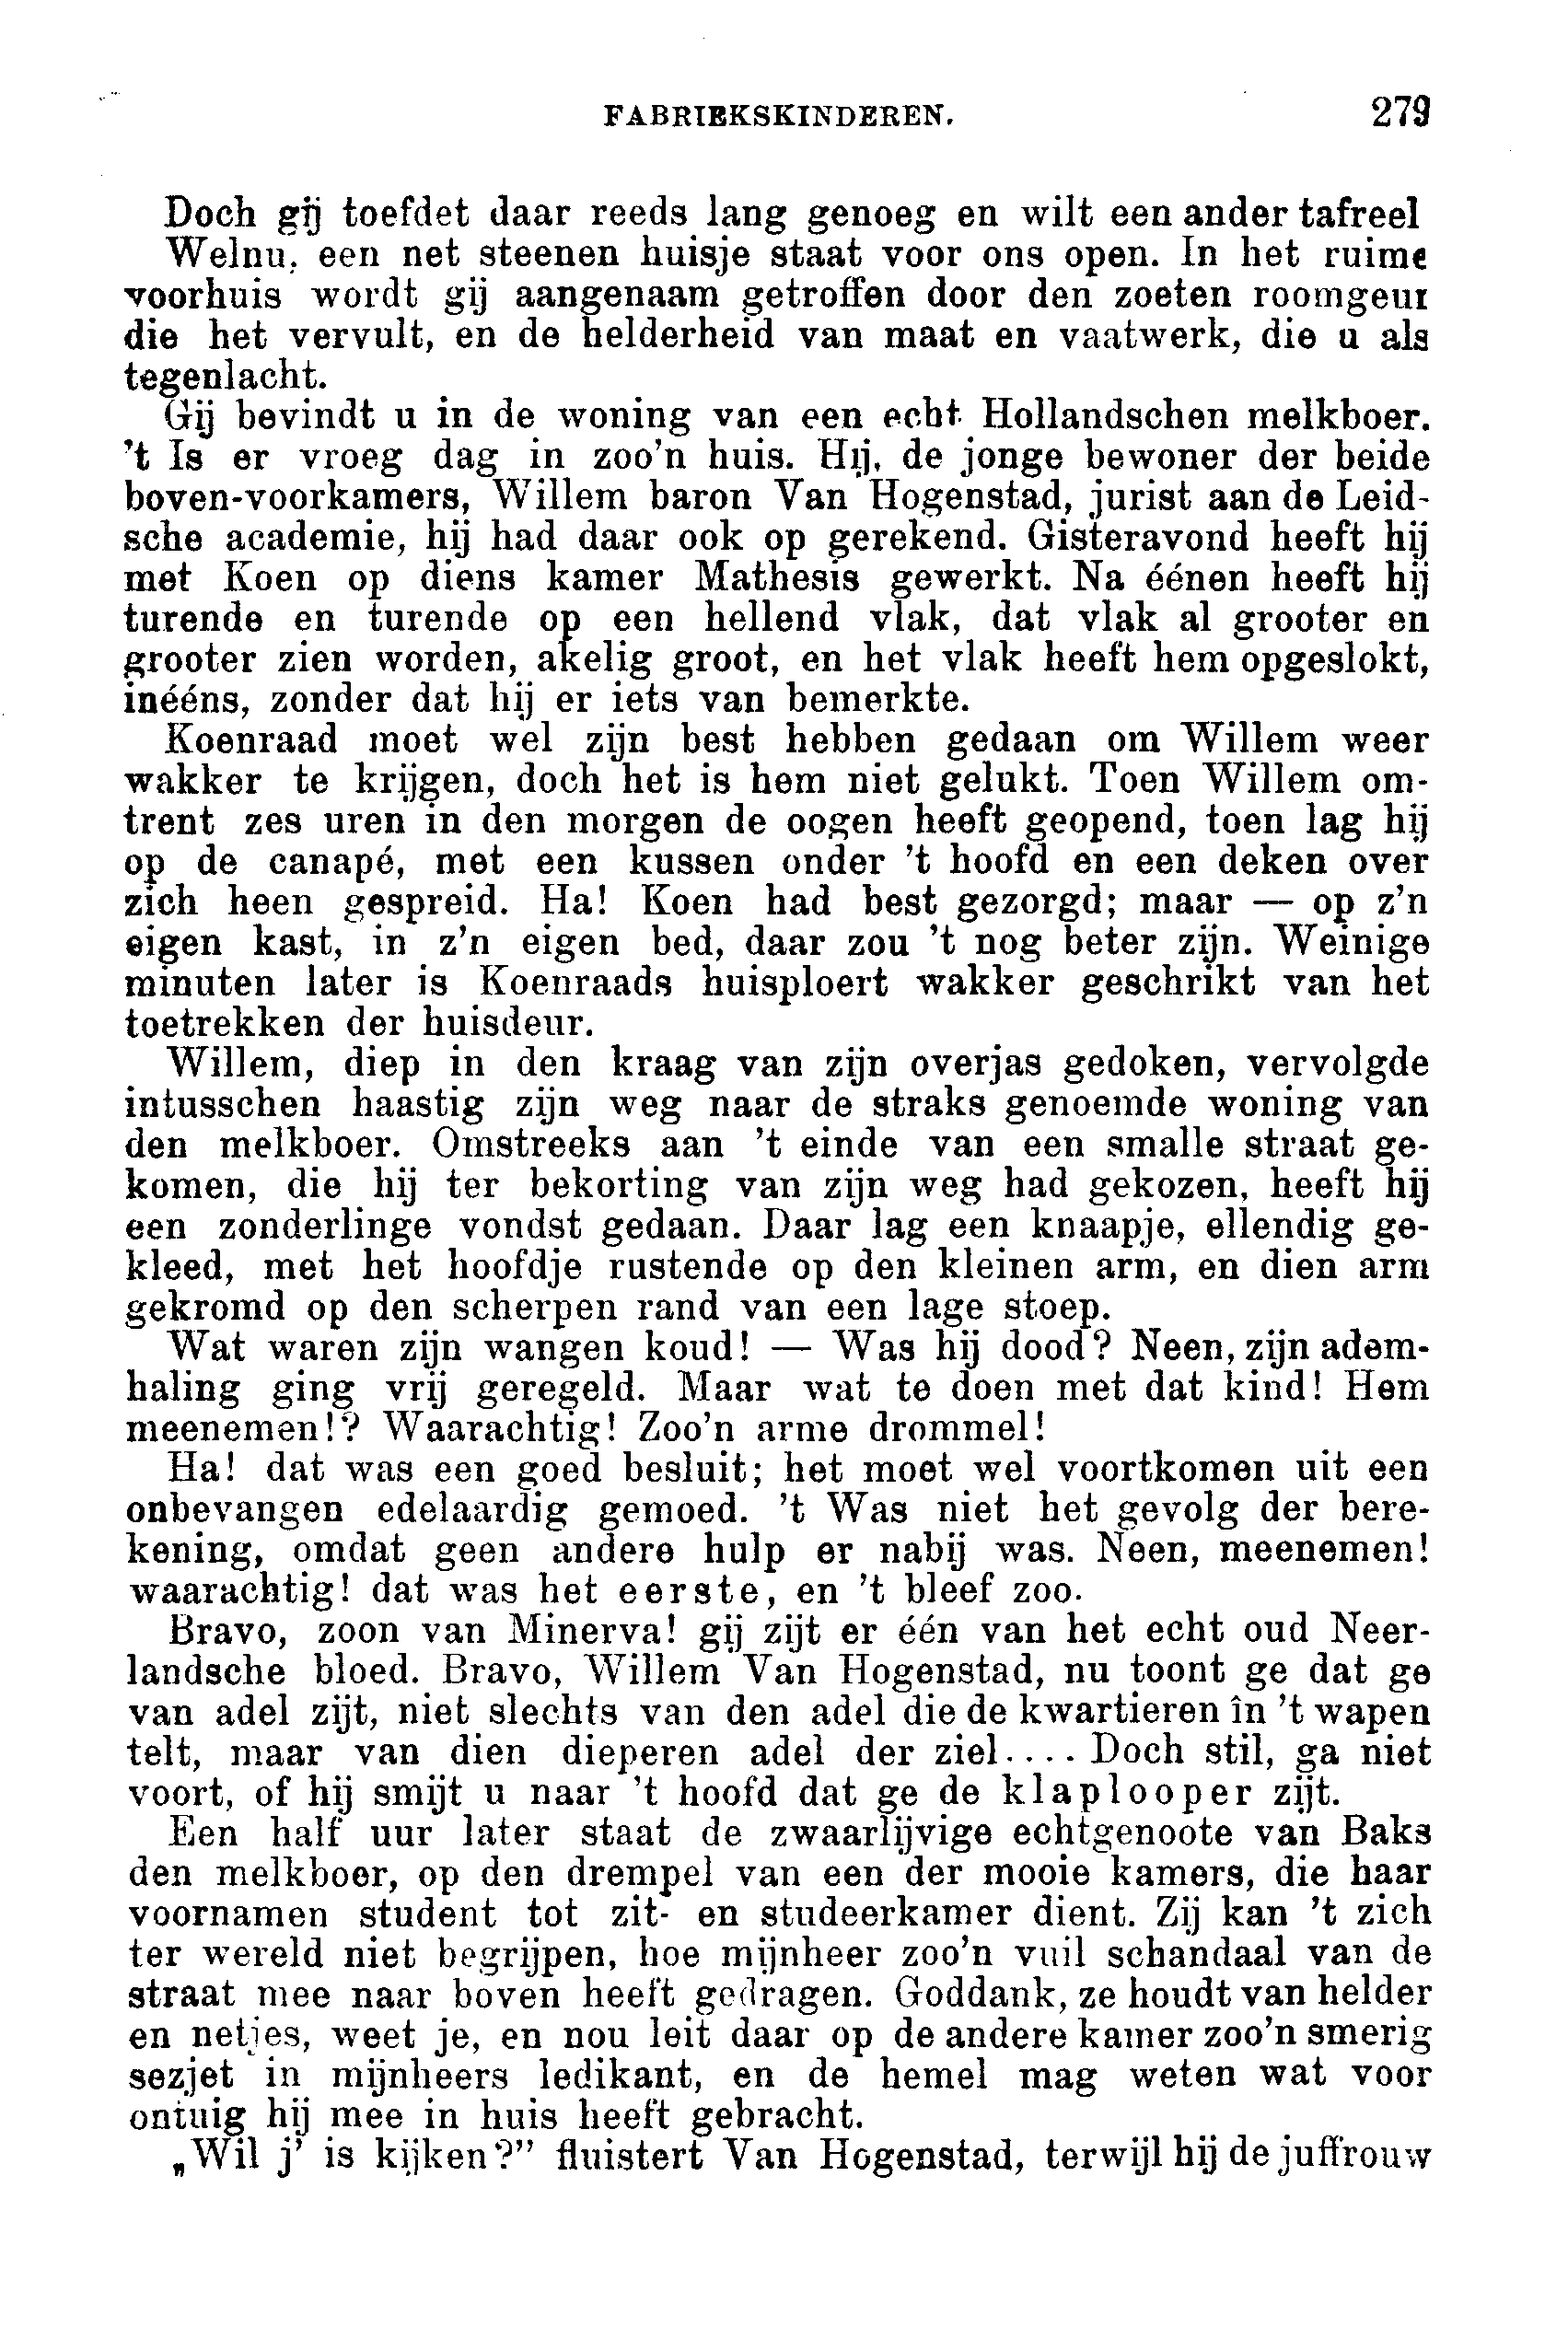 FABRIEKSKINDEREN. 279
Doch gij toefdet daar reeds lang genoeg en wilt een ander tafreel
Welnu, een net steenen huisje staat voor ons open. In het ruime
voorhuis wordt gij aangenaam getroffen door den zoeten roomgeur
die het vervult, en de helderheid van maat en vaatwerk, die u als
tegenlacht.
Gij bevindt u in de woning van een echt Hollandschen melkboer.
’t Is er vroeg dag in zoo’n huis. Hij, de jonge bewoner der beide
boven-voorkamers, Willem baron Van Hogenstad, jurist aan de Leid-
sche academie, hij had daar ook op gerekend. Gisteravond heeft hij
met Koen op diens kamer Mathesis gewerkt. Na éénen heeft hij
turende en turende op een hellend vlak, dat vlak al grooter en
grooter zien worden, akelig groot, en het vlak heeft hem opgeslokt,
inééns, zonder dat hij er iets van bemerkte.
Koenraad moet wel zijn best hebben gedaan om Willem weer
wakker te krijgen, doch het is hem niet gelukt. Toen Willem om-
trent zes uren in den morgen de oogen heeft geopend, toen lag hij
op de canapé, met een kussen onder ’t hoofd en een deken over
zich heen gespreid. Ha! Koen had best gezorgd; maar — op z’n
eigen kast, in z’n eigen bed, daar zou ’t nog beter zijn. Weinige
minuten later is Koenraads huisploert wakker geschrikt van het
toetrekken der huisdeur.
Willem, diep in den kraag van zijn overjas gedoken, vervolgde
intusschen haastig zijn weg naar de straks genoemde woning van
den melkboer. Omstreeks aan ’t einde van een smalle straat ge-
komen, die hij ter bekorting van zijn weg had gekozen, heeft hij
een zonderlinge vondst gedaan. Daar lag een knaapje, ellendig ge-
kleed, met het hoofdje rustende op den kleinen arm, en dien arm
gekromd op den scherpen rand van een lage stoep.
Wat waren zijn wangen koud! — Was hij dood? Neen, zijn adem-
haling ging vrij geregeld. Maar wat te doen met dat kind! Hem
meenemen!? Waarachtig! Zoo’n arme drommel!
Ha! dat was een goed besluit; het moet wel voortkomen uit een
onbevangen edelaardig gemoed. ’t Was niet het gevolg der bere-
kening, omdat geen andere hulp er nabij was. Neen, meenemen!
waarachtig! dat was het eerste, en ’t bleef zoo.
Bravo, zoon van Minerva! gij zijt er één van het echt oud Neer-
landsche bloed. Bravo, Willem Van Hogenstad, nu toont ge dat ge
van adel zijt, niet slechts van den adel die de kwartieren in ’t wapen
telt, maar van dien dieperen adel der ziel.... Doch stil, ga niet
voort, of hij smijt u naar ’t hoofd dat ge de klaplooper zijt.
Een half uur later staat de zwaarlijvige echtgenoote van Baks
den melkboer, op den drempel van een der mooie kamers, die haar
voornamen student tot zit- en studeerkamer dient. Zij kan ’t zich
ter wereld niet begrijpen, hoe mijnheer zoo’n vuil schandaal van de
straat mee naar boven heeft gedragen. Goddank, ze houdt van helder
en netjes, weet je, en nou leit daar op de andere kamer zoo’n smerig
sezjet in mijnheers ledikant, en de hemel mag weten wat voor
ontuig hij mee in huis heeft gebracht.
„Wil j’ is kijken?” fluistert Van Hogenstad, terwijl hij de juffrouw